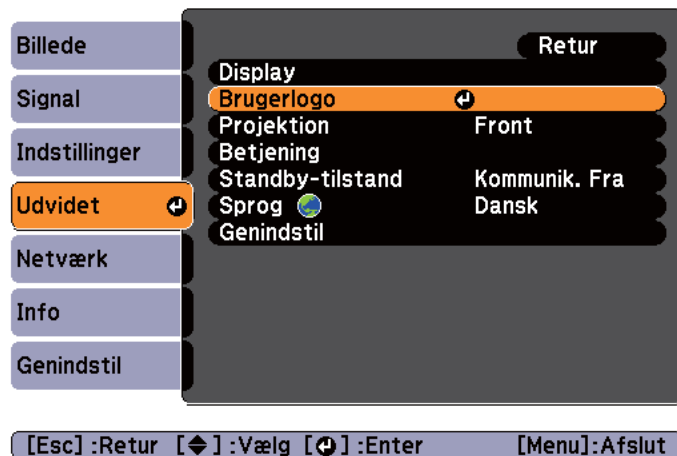 Billede
Signal
Indstillinger
Udvidet
Netværk
Info
Genindstil
Retur
Display
Brugerlogo
Projektion Front
Betjening
Standby-tilstand Kommunik. Fra
Sprog Dansk
Genindstil
[Esc] :Retur [◆] :Vælg [⏎] :Enter [Menu]:Afslut